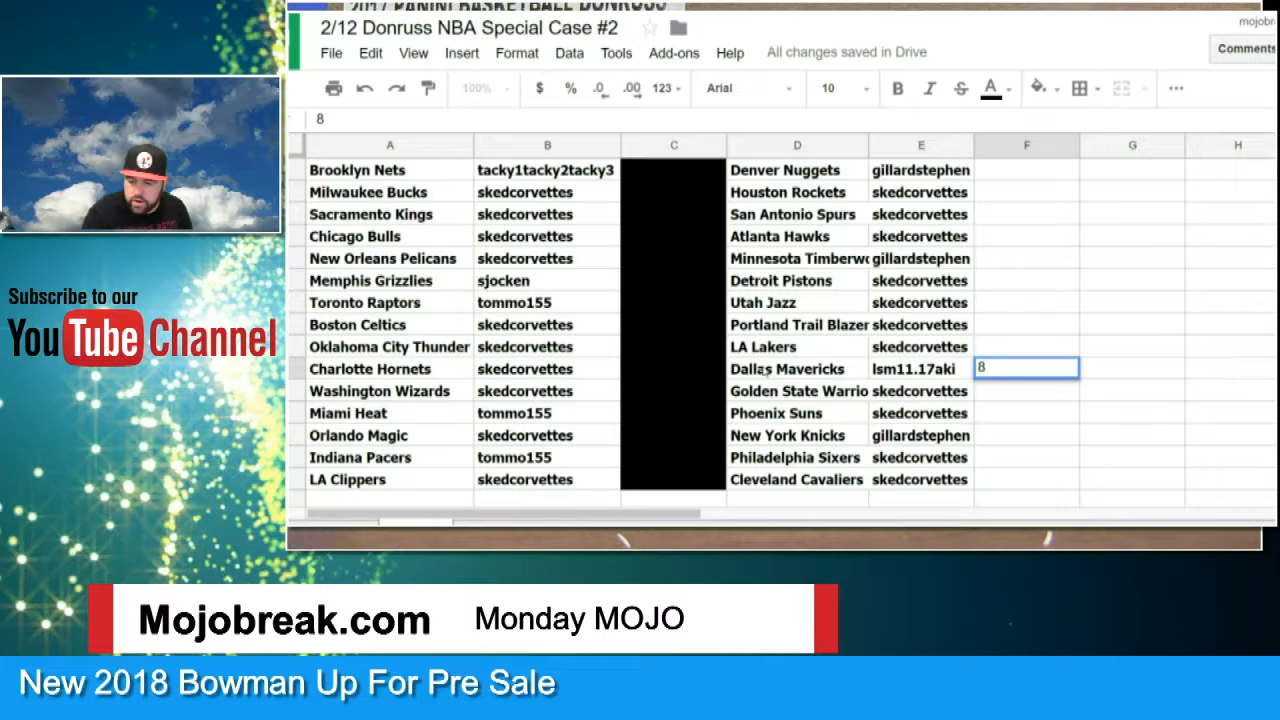 2017 PANINI BASKETBALL DONRUSS
2/12 Donruss NBA Special Case #2
mojobr
File Edit View Insert Format Data Tools Add-ons Help All changes saved in Drive
Comments
100% $ % .0 .00 123 Arial 10 B I S A ...
8
A B C D E F G H
Brooklyn Nets tacky1tacky2tacky3 Denver Nuggets gillardstephen
Milwaukee Bucks skedcorvettes Houston Rockets skedcorvettes
Sacramento Kings skedcorvettes San Antonio Spurs skedcorvettes
Chicago Bulls skedcorvettes Atlanta Hawks skedcorvettes
New Orleans Pelicans skedcorvettes Minnesota Timberwo gillardstephen
Memphis Grizzlies sjocken Detroit Pistons skedcorvettes
Toronto Raptors tommo155 Utah Jazz skedcorvettes
Boston Celtics skedcorvettes Portland Trail Blazer skedcorvettes
Oklahoma City Thunder skedcorvettes LA Lakers skedcorvettes
Charlotte Hornets skedcorvettes Dallas Mavericks lsm11.17aki 8
Washington Wizards skedcorvettes Golden State Warrio skedcorvettes
Miami Heat tommo155 Phoenix Suns skedcorvettes
Orlando Magic skedcorvettes New York Knicks gillardstephen
Indiana Pacers tommo155 Philadelphia Sixers skedcorvettes
LA Clippers skedcorvettes Cleveland Cavaliers skedcorvettes
Subscribe to our
YouTube Channel
Mojobreak.com Monday MOJO
New 2018 Bowman Up For Pre Sale